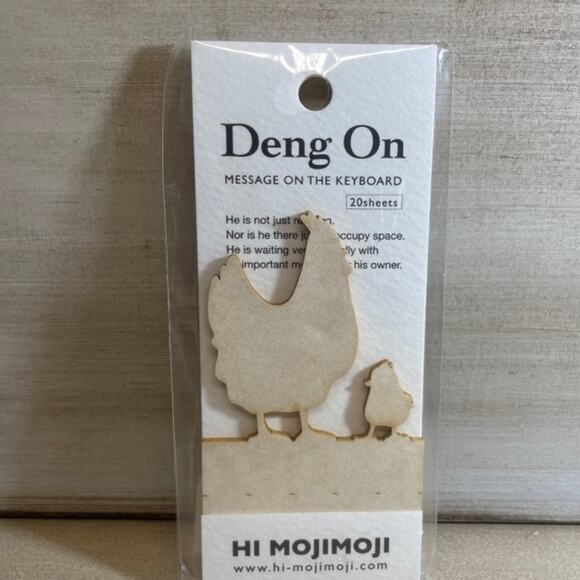 Deng On
MESSAGE ON THE KEYBOARD
20sheets
He is not just
Nor is he there occupy space.
He is waiting with
important his owner.
HI MOJIMOJI
www.hi-mojimoji.com